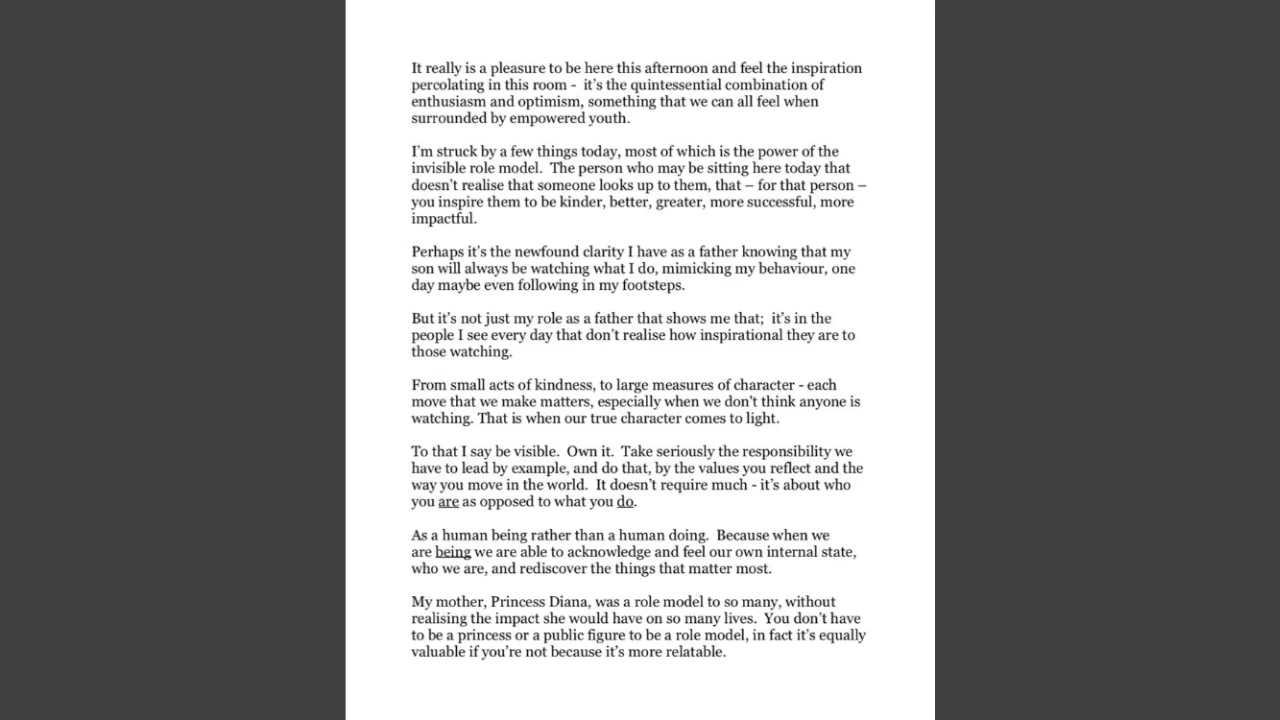 It really is a pleasure to be here this afternoon and feel the inspiration
percolating in this room -  it's the quintessential combination of
enthusiasm and optimism, something that we can all feel when
surrounded by empowered youth.
I'm struck by a few things today, most of which is the power of the
invisible role model.  The person who may be sitting here today that
doesn't realise that someone looks up to them, that – for that person –
you inspire them to be kinder, better, greater, more successful, more
impactful.
Perhaps it's the newfound clarity I have as a father knowing that my
son will always be watching what I do, mimicking my behaviour, one
day maybe even following in my footsteps.
But it's not just my role as a father that shows me that;  it's in the
people I see every day that don't realise how inspirational they are to
those watching.
From small acts of kindness, to large measures of character - each
move that we make matters, especially when we don't think anyone is
watching. That is when our true character comes to light.
To that I say be visible.  Own it.  Take seriously the responsibility we
have to lead by example, and do that, by the values you reflect and the
way you move in the world.  It doesn't require much - it's about who
you are as opposed to what you do.
As a human being rather than a human doing.  Because when we
are being we are able to acknowledge and feel our own internal state,
who we are, and rediscover the things that matter most.
My mother, Princess Diana, was a role model to so many, without
realising the impact she would have on so many lives.  You don't have
to be a princess or a public figure to be a role model, in fact it's equally
valuable if you're not because it's more relatable.